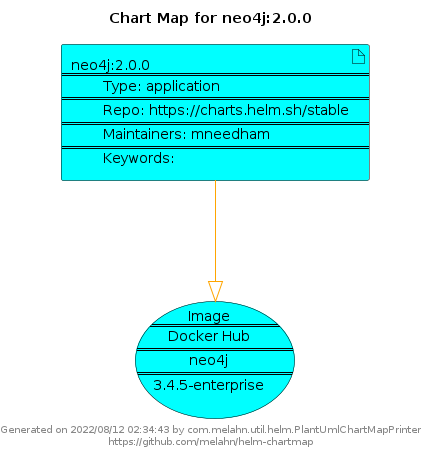 Chart Map for neo4j:2.0.0
neo4j:2.0.0
Type: application
Repo: https://charts.helm.sh/stable
Maintainers: mneedham
Keywords:
Image
Docker Hub
neo4j
3.4.5-enterprise
Generated on 2022/08/12 02:34:43 by com.melahn.util.helm.PlantUmlChartMapPrinter
https://github.com/melahn/helm-chartmap